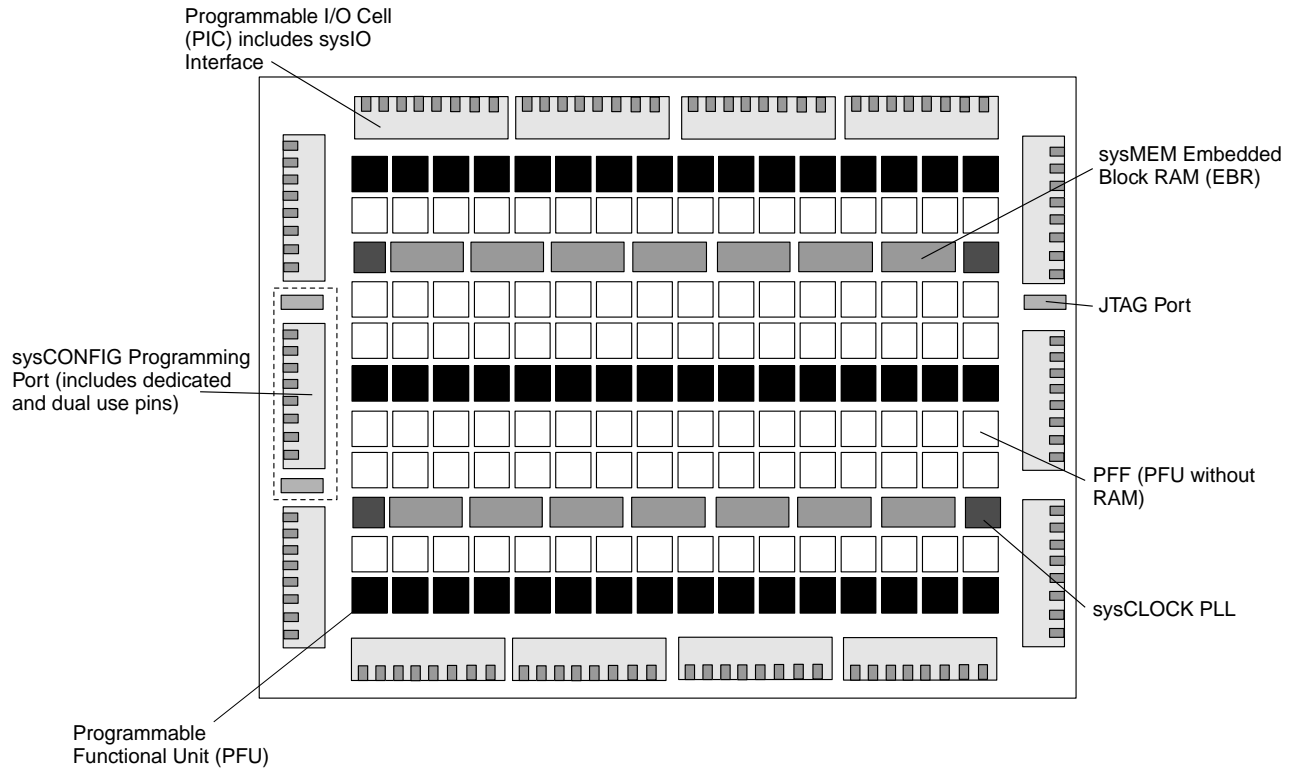 Programmable I/O Cell
(PIC) includes sysIO
Interface
sysMEM Embedded
Block RAM (EBR)
JTAG Port
sysCONFIG Programming
Port (includes dedicated
and dual use pins)
PFF (PFU without
RAM)
sysCLOCK PLL
Programmable
Functional Unit (PFU)